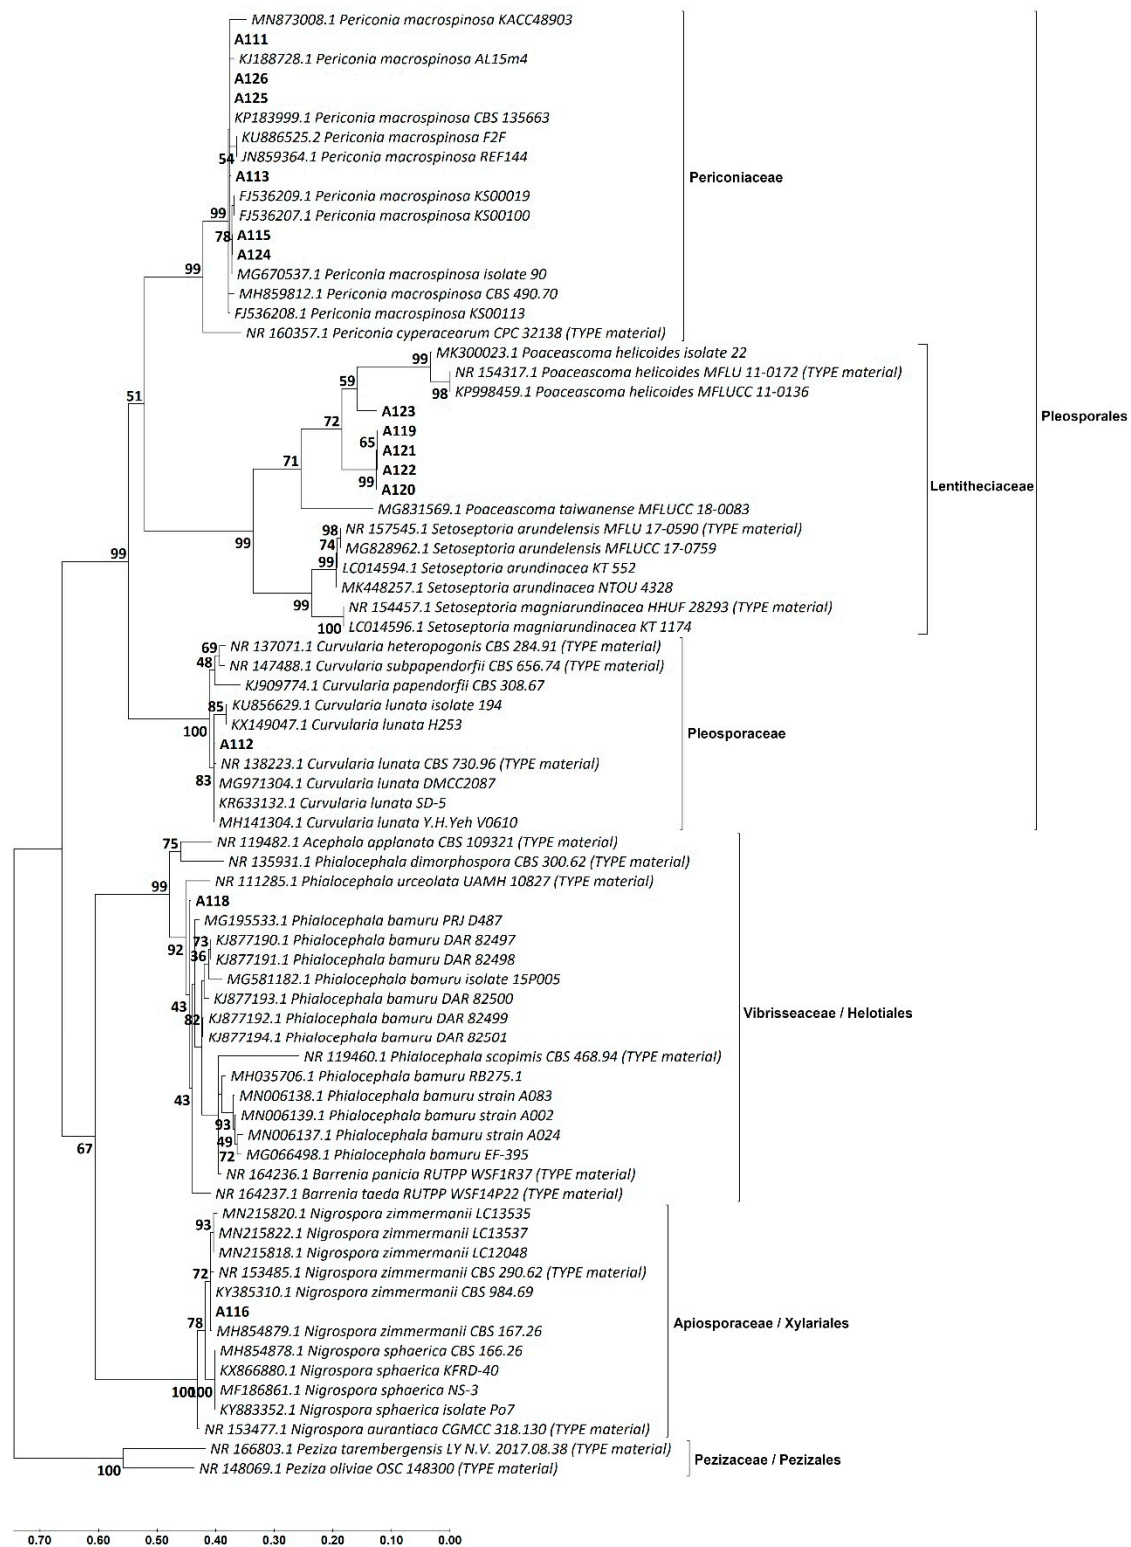 MN873008.1 Periconia macrospinosa KACC48903
A111
KJ188728.1 Periconia macrospinosa AL15m4
A126
A125
KP183999.1 Periconia macrospinosa CBS 135663
KU886525.2 Periconia macrospinosa F2F
54
JN859364.1 Periconia macrospinosa REF144
A113
Periconiaceae
FJ536209.1 Periconia macrospinosa KS00019
99
FJ536207.1 Periconia macrospinosa KS00100
78
A115
A124
99
MG670537.1 Periconia macrospinosa isolate 90
MH859812.1 Periconia macrospinosa CBS 490.70
FJ536208.1 Periconia macrospinosa KS00113
NR 160357.1 Periconia cyperacearum CPC 32138 (TYPE material)
99
MK300023.1 Poaceascoma helicoides isolate 22
NR 154317.1 Poaceascoma helicoides MFLU 11-0172 (TYPE material)
59
98
KP998459.1 Poaceascoma helicoides MFLUCC 11-0136
51
A123
Pleosporales
72
A119
65
A121
71
A122
99
A120
Lentitheciaceae
MG831569.1 Poaceascoma taiwanense MFLUCC 18-0083
98
NR 157545.1 Setoseptoria arundelensis MFLU 17-0590 (TYPE material)
99
74
MG828962.1 Setoseptoria arundelensis MFLUCC 17-0759
99
99
LC014594.1 Setoseptoria arundinacea KT 552
MK448257.1 Setoseptoria arundinacea NTOU 4328
99
NR 154457.1 Setoseptoria magniarundinacea HHUF 28293 (TYPE material)
100
LC014596.1 Setoseptoria magniarundinacea KT 1174
69
NR 137071.1 Curvularia heteropogonis CBS 284.91 (TYPE material)
48
NR 147488.1 Curvularia subpapendorfii CBS 656.74 (TYPE material)
KJ909774.1 Curvularia papendorfii CBS 308.67
85
KU856629.1 Curvularia lunata isolate 194
KX149047.1 Curvularia lunata H253
100
Pleosporaceae
A112
NR 138223.1 Curvularia lunata CBS 730.96 (TYPE material)
83
MG971304.1 Curvularia lunata DMCC2087
KR633132.1 Curvularia lunata SD-5
MH141304.1 Curvularia lunata Y.H.Yeh V0610
75
NR 119482.1 Acephala applanata CBS 109321 (TYPE material)
NR 135931.1 Phialocephala dimorphospora CBS 300.62 (TYPE material)
99
NR 111285.1 Phialocephala urceolata UAMH 10827 (TYPE material)
A118
MG195533.1 Phialocephala bamuru PRJ D487
92
73
KJ877190.1 Phialocephala bamuru DAR 82497
36
KJ877191.1 Phialocephala bamuru DAR 82498
MG581182.1 Phialocephala bamuru isolate 15P005
43
KJ877193.1 Phialocephala bamuru DAR 82500
Vibrisseaceae / Helotiales
82
KJ877192.1 Phialocephala bamuru DAR 82499
KJ877194.1 Phialocephala bamuru DAR 82501
NR 119460.1 Phialocephala scopimis CBS 468.94 (TYPE material)
MH035706.1 Phialocephala bamuru RB275.1
43
MN006138.1 Phialocephala bamuru strain A083
93
MN006139.1 Phialocephala bamuru strain A002
49
MN006137.1 Phialocephala bamuru strain A024
67
72
MG066498.1 Phialocephala bamuru EF-395
NR 164236.1 Barrenia panicia RUTPP WSF1R37 (TYPE material)
NR 164237.1 Barrenia taeda RUTPP WSF14P22 (TYPE material)
93
MN215820.1 Nigrospora zimmermanii LC13535
MN215822.1 Nigrospora zimmermanii LC13537
MN215818.1 Nigrospora zimmermanii LC12048
72
NR 153485.1 Nigrospora zimmermanii CBS 290.62 (TYPE material)
KY385310.1 Nigrospora zimmermanii CBS 984.69
A116
78
Apiosporaceae / Xylariales
MH854879.1 Nigrospora zimmermanii CBS 167.26
MH854878.1 Nigrospora sphaerica CBS 166.26
KX866880.1 Nigrospora sphaerica KFRD-40
100
100
MF186861.1 Nigrospora sphaerica NS-3
KY883352.1 Nigrospora sphaerica isolate Po7
NR 153477.1 Nigrospora aurantiaca CGMCC 318.130 (TYPE material)
NR 166803.1 Peziza tarembergensis LY N.V. 2017.08.38 (TYPE material)
Pezizaceae / Pezizales
100
NR 148069.1 Peziza oliviae OSC 148300 (TYPE material)
0.70 0.60 0.50 0.40 0.30 0.20 0.10 0.00